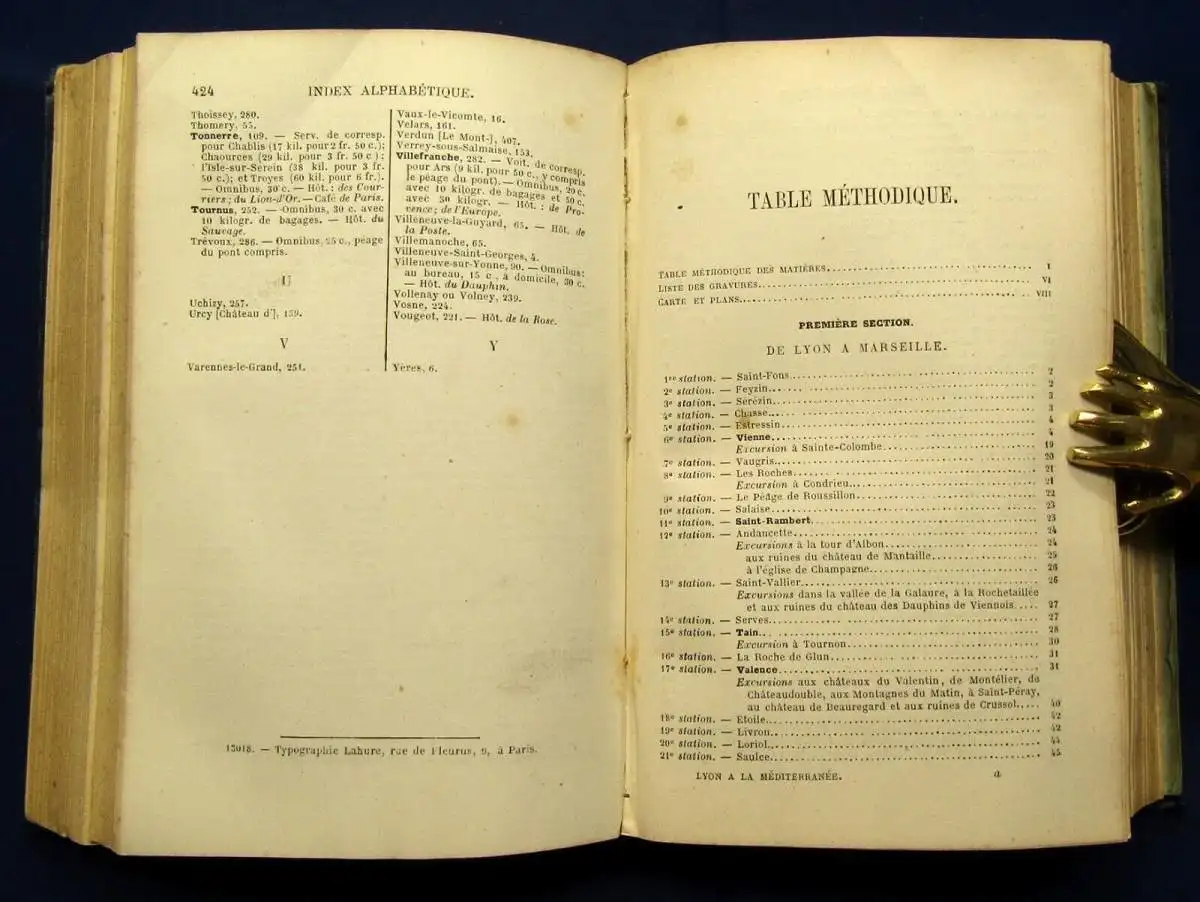 424 INDEX ALPHABÉTIQUE.
Thoissey, 280.
Thomery, 55.
Tonnerre, 109. — Serv. de corresp.
pour Chablis (17 kil. pour 2 fr. 50 c.);
Chaources (29 kil. pour 3 fr. 50 c);
l'Isle-sur-Serein (38 kil. pour 3 fr.
50 c.); et Troyes (60 kil. pour 6 fr.).
— Omnibus, 30 c. — Hôt.: des Cour-
riers; du Lion-d'Or. — Café de Paris.
Tournus, 252. — Omnibus, 30 c. avec
10 kilogr. de bagages. — Hôt. du
Sauvage.
Trévoux, 286. — Omnibus, 25 c., péage
du pont compris.
U
Uchizy, 257.
Urcy [Château d'], 159.
V
Varennes-le-Grand, 251.
Vaux-le-Vicomte, 16.
Velars, 161.
Verdun [Le Mont-], 407.
Verrey-sous-Salmaise, 153.
Villefranche, 282. — Voit. de corresp.
pour Ars (9 kil. pour 50 c., y compris
le péage du pont). — Omnibus, 20 c.
avec 10 kilogr. de bagages et 50 c.
avec 30 kilogr. — Hôt.: de Pro-
vence; de l'Europe.
Villeneuve-la-Guyard, 65. — Hôt. de
la Poste.
Villemanoche, 65.
Villeneuve-Saint-Georges, 4.
Villeneuve-sur-Yonne, 90. — Omnibus:
au bureau, 15 c., à domicile, 30 c.
— Hôt. du Dauphin.
Vollenay ou Volney, 239.
Vosne, 224.
Vougeot, 221. — Hôt. de la Rose.
Y
Yères, 6.
13018. — Typographie Lahure, rue de Fleurus, 9, à Paris.
TABLE MÉTHODIQUE.
TABLE MÉTHODIQUE DES MATIÈRES. I
LISTE DES GRAVURES. VI
CARTE ET PLANS. VIII
PREMIÈRE SECTION.
DE LYON A MARSEILLE.
1re station. — Saint-Fons. 2
2e station. — Feyzin. 2
3e station. — Serézin. 3
4e station. — Chasse. 3
5e station. — Estressin. 4
6e station. — Vienne. 4
Excursion à Sainte-Colombe. 19
7e station. — Vaugris. 20
8e station. — Les Roches. 21
Excursion à Condrieu. 21
9e station. — Le Péage de Roussillon. 22
10e station. — Salaise. 23
11e station. — Saint-Rambert. 23
12e station. — Andancette. 24
Excursions à la tour d'Albon. 24
aux ruines du château de Mantaille. 25
à l'église de Champagne. 26
13e station. — Saint-Vallier. 26
Excursions dans la vallée de la Galaure, à la Rochetaillée
et aux ruines du château des Dauphins de Viennois. 27
14e station. — Serves. 27
15e station. — Tain. 28
Excursion à Tournon. 30
16e station. — La Roche de Glun. 31
17e station. — Valence. 31
Excursions aux châteaux du Valentin, de Montélier, de
Châteaudouble, aux Montagnes du Matin, à Saint-Péray,
au château de Beauregard et aux ruines de Crussol. 40
18e station. — Etoile. 42
19e station. — Livron. 42
20e station. — Loriol. 44
21e station. — Saulce. 45
LYON A LA MÉDITERRANÉE. a